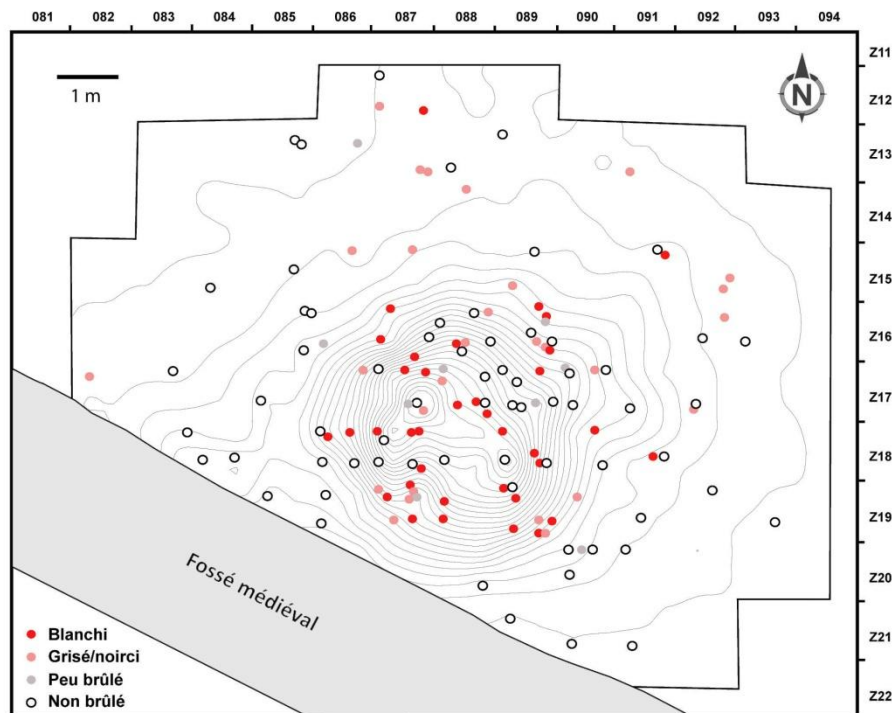 081 082 083 084 085 086 087 088 089 090 091 092 093 094
Z11
1 m
N
Z12
Z13
Z14
Z15
Z16
Z17
Z18
Z19
Fossé médiéval
Z20
Blanchi
Grisé/noirci
Z21
Peu brûlé
Non brûlé
Z22